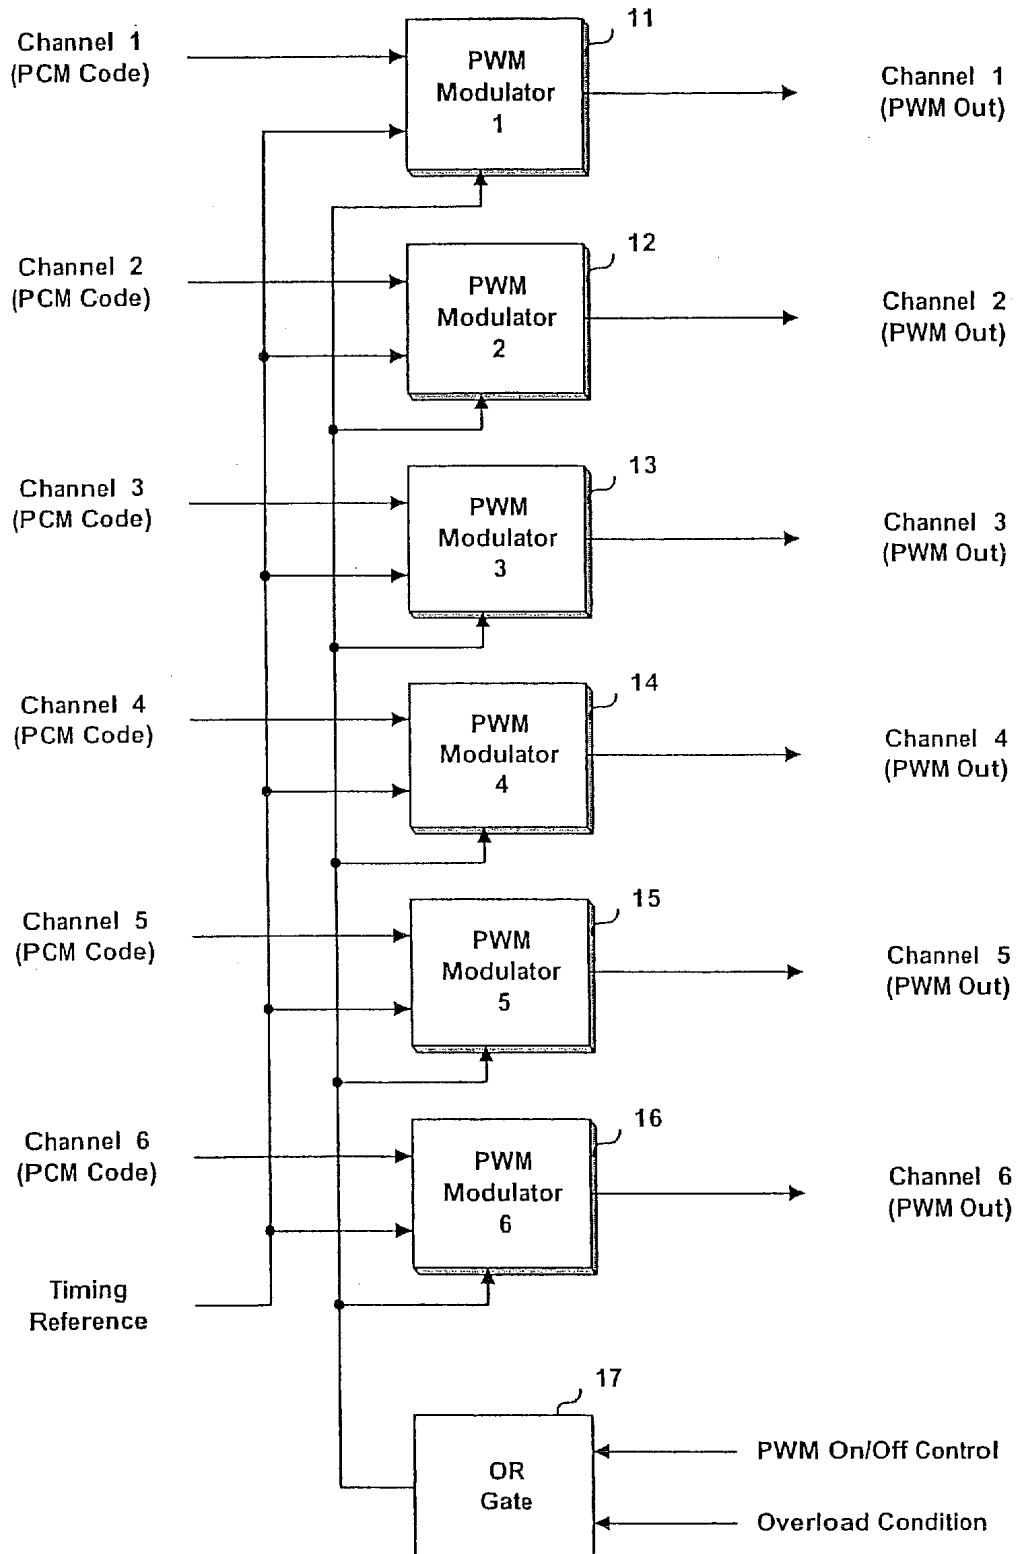 Channel 1
(PCM Code)
PWM
Modulator
1
11
Channel 1
(PWM Out)
Channel 2
(PCM Code)
PWM
Modulator
2
12
Channel 2
(PWM Out)
Channel 3
(PCM Code)
PWM
Modulator
3
13
Channel 3
(PWM Out)
Channel 4
(PCM Code)
PWM
Modulator
4
14
Channel 4
(PWM Out)
Channel 5
(PCM Code)
PWM
Modulator
5
15
Channel 5
(PWM Out)
Channel 6
(PCM Code)
PWM
Modulator
6
16
Channel 6
(PWM Out)
Timing
Reference
17
OR
Gate
PWM On/Off Control
Overload Condition